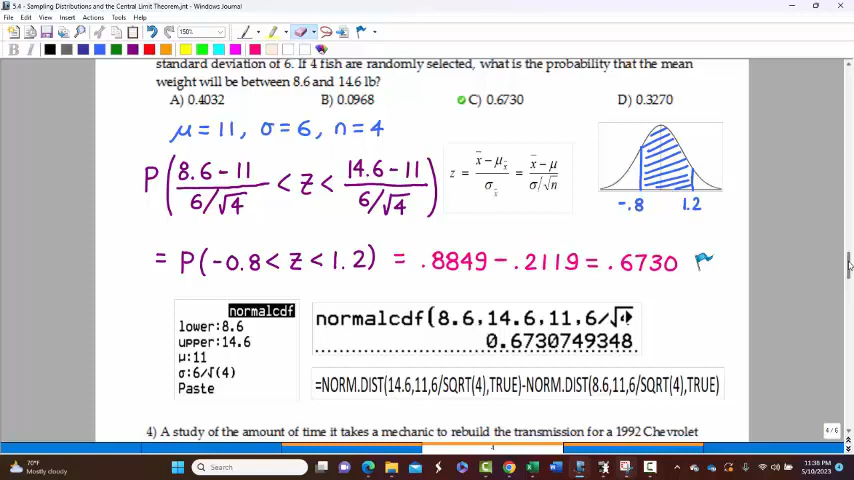 5.4 - Sampling Distributions and the Central Limit Theorem.jnt - Windows Journal
File Edit View Insert Actions Tools Help
150%
B I
standard deviation of 6. If 4 fish are randomly selected, what is the probability that the mean
weight will be between 8.6 and 14.6 lb?
A) 0.4032 B) 0.0968 C) 0.6730 D) 0.3270
μ = 11, σ = 6, n = 4
P( (8.6 - 11)/(6/√4) < z < (14.6 - 11)/(6/√4) )
z = (x̄ - μx̄)/σx̄ = (x̄ - μ)/(σ/√n)
-.8 1.2
= P(-0.8 < z < 1.2) = .8849 - .2119 = .6730
normalcdf
lower:8.6
upper:14.6
μ:11
σ:6/√(4)
Paste
normalcdf(8.6,14.6,11,6/√(
0.6730749348
=NORM.DIST(14.6,11,6/SQRT(4),TRUE)-NORM.DIST(8.6,11,6/SQRT(4),TRUE)
4) A study of the amount of time it takes a mechanic to rebuild the transmission for a 1992 Chevrolet
4 / 6
4
70°F
Mostly cloudy
Search
11:38 PM
5/10/2023